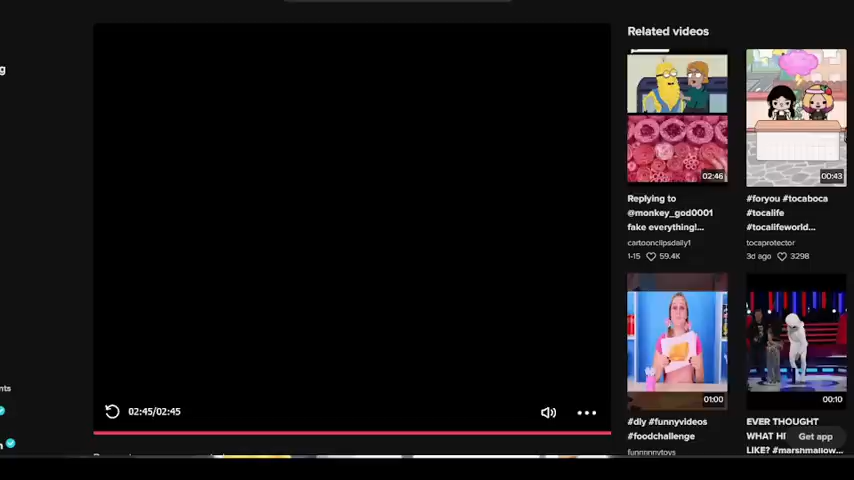 Related videos
02:46
00:43
Replying to
@monkey_god0001
fake everything!...
cartoonclipsdaily1
1-15 59.4K
#foryou #tocaboca
#tocalife
#tocalifeworld...
tocaprotector
3d ago 3298
01:00
00:10
#diy #funnyvideos
#foodchallenge
funnnnnytoys
EVER THOUGHT
WHAT HI
LIKE? #marshmallow...
Get app
02:45/02:45